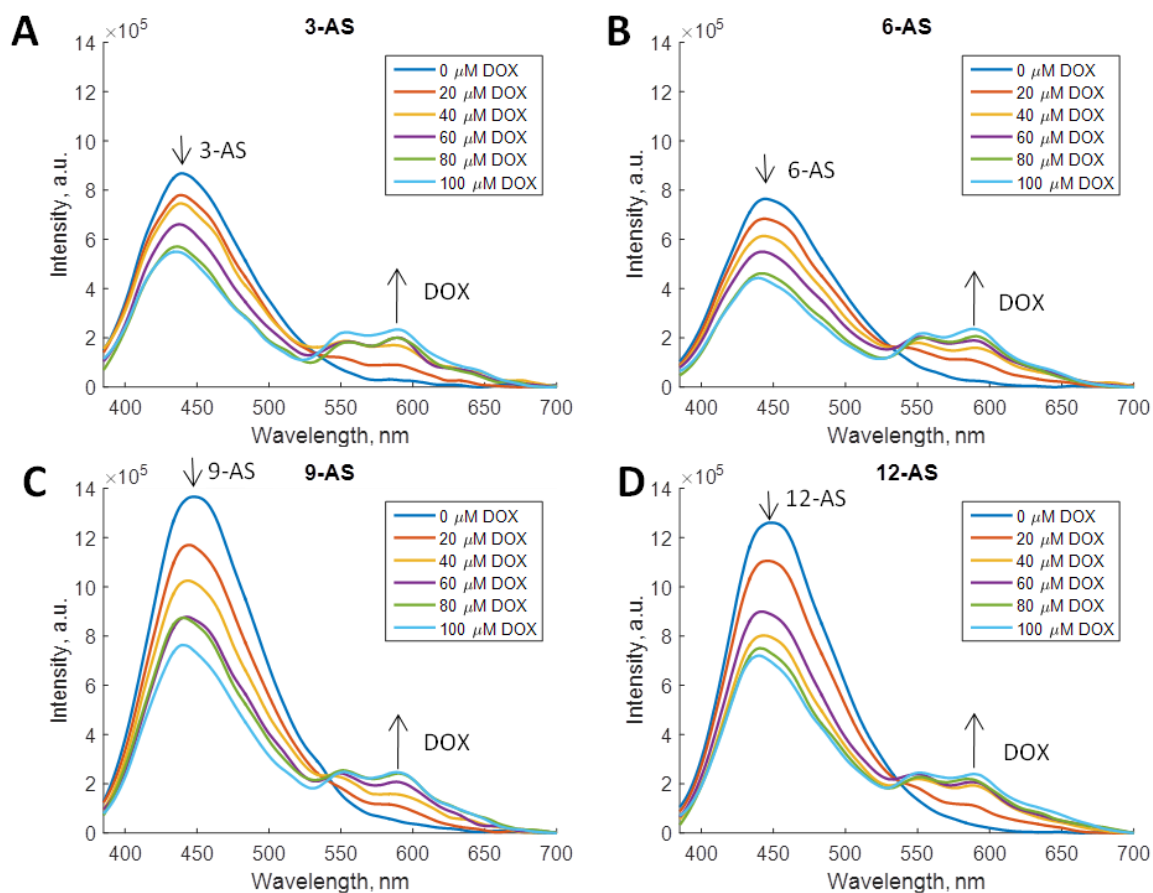 A
3-AS
×10⁵
14
12
10
8
6
4
2
0
Intensity, a.u.
0 μM DOX
20 μM DOX
40 μM DOX
60 μM DOX
80 μM DOX
100 μM DOX
3-AS
DOX
400 450 500 550 600 650 700
Wavelength, nm
B
6-AS
×10⁵
14
12
10
8
6
4
2
0
Intensity, a.u.
0 μM DOX
20 μM DOX
40 μM DOX
60 μM DOX
80 μM DOX
100 μM DOX
6-AS
DOX
400 450 500 550 600 650 700
Wavelength, nm
C
9-AS
9-AS
×10⁵
14
12
10
8
6
4
2
0
Intensity, a.u.
0 μM DOX
20 μM DOX
40 μM DOX
60 μM DOX
80 μM DOX
100 μM DOX
DOX
400 450 500 550 600 650 700
Wavelength, nm
D
12-AS
×10⁵
14
12
10
8
6
4
2
0
Intensity, a.u.
0 μM DOX
20 μM DOX
40 μM DOX
60 μM DOX
80 μM DOX
100 μM DOX
12-AS
DOX
400 450 500 550 600 650 700
Wavelength, nm